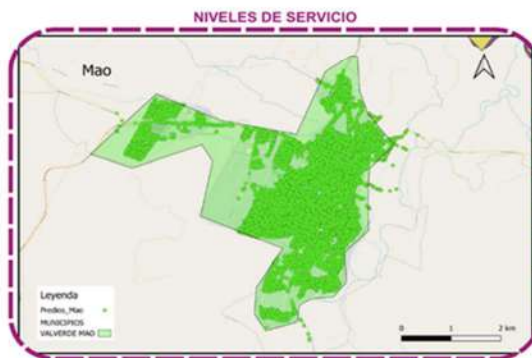 NIVELES DE SERVICIO
Mao
Leyenda
Predios_Mao
MUNICIPIOS
VALVERDE MAO
0 1 2 km